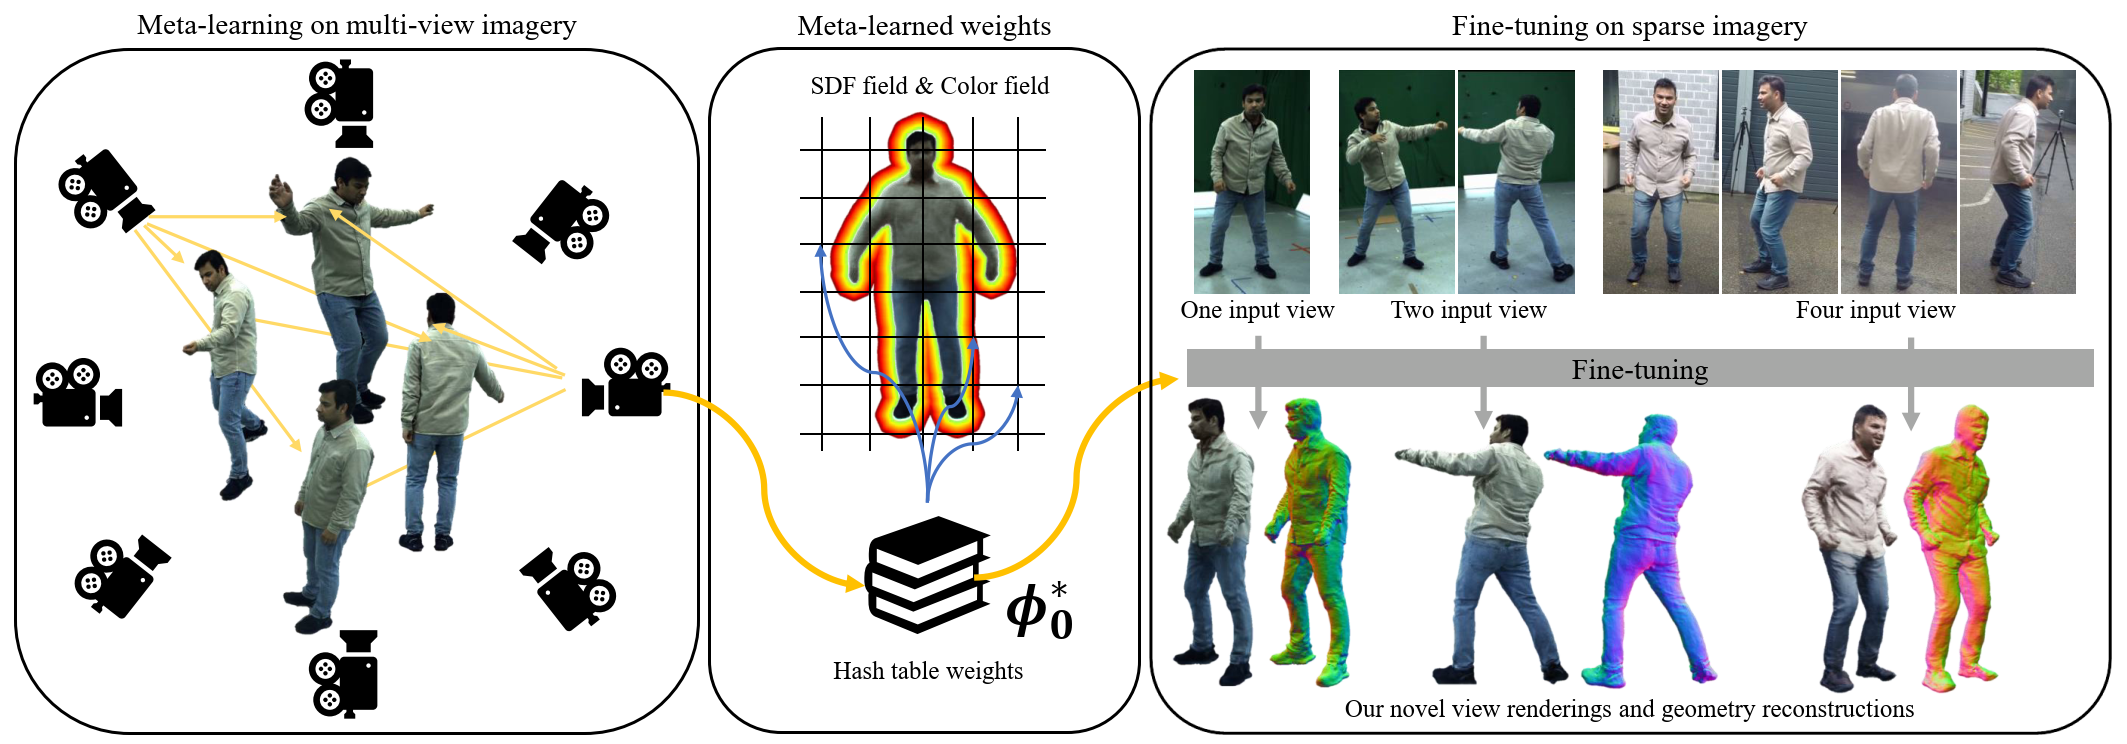 Meta-learning on multi-view imagery
Meta-learned weights
SDF field & Color field
ϕ₀*
Hash table weights
Fine-tuning on sparse imagery
One input view
Two input view
Four input view
Fine-tuning
Our novel view renderings and geometry reconstructions